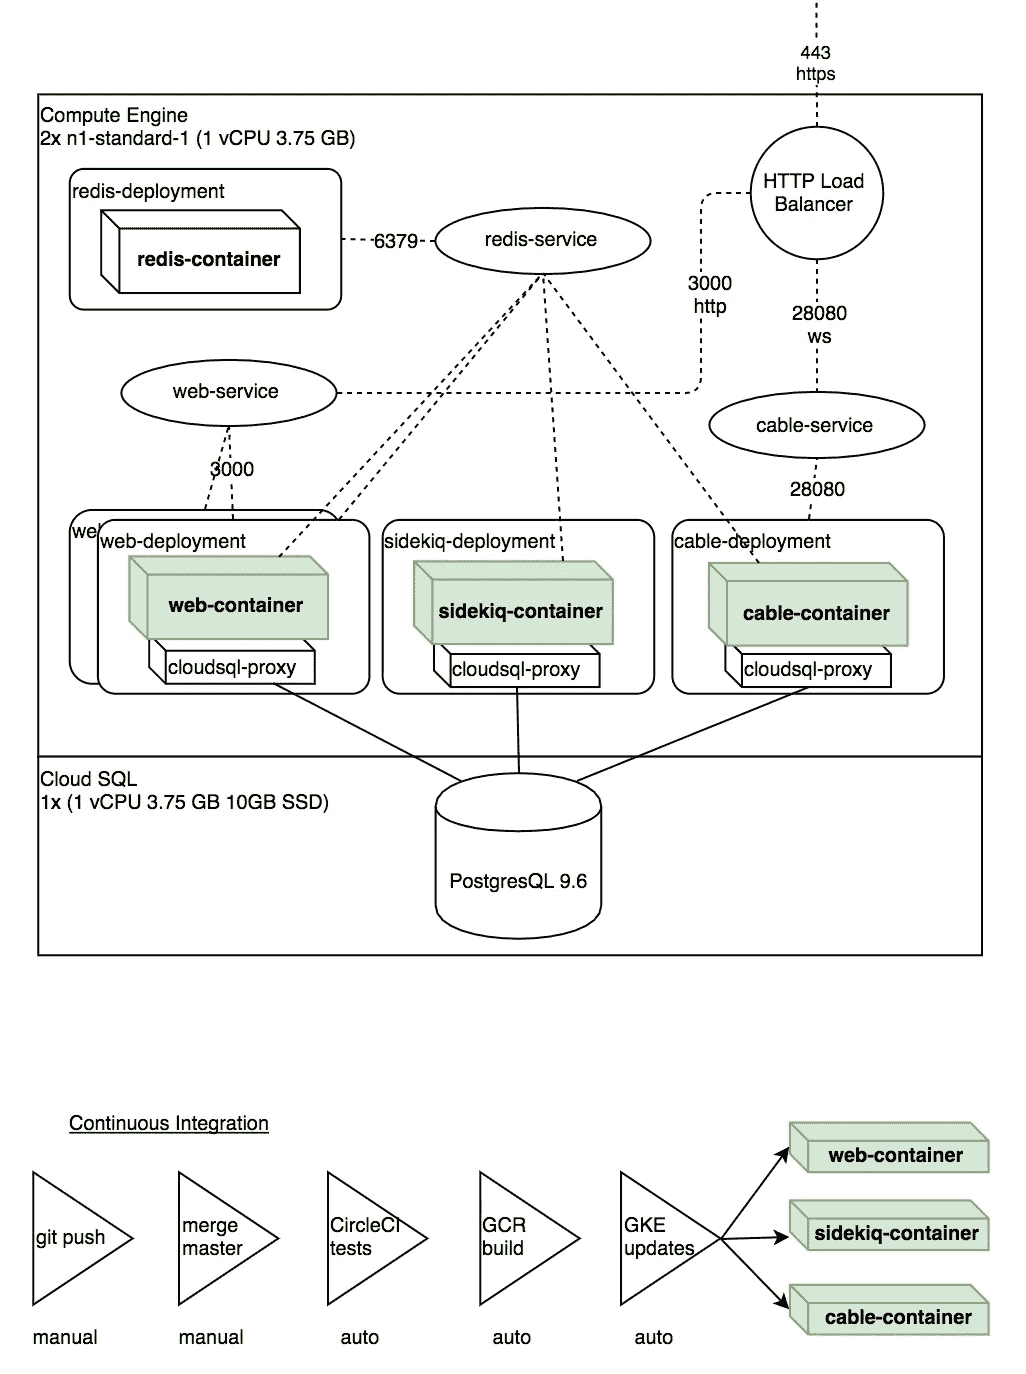 443
https
Compute Engine
2x n1-standard-1 (1 vCPU 3.75 GB)
HTTP Load
Balancer
redis-deployment
redis-container
6379
redis-service
3000
http
28080
ws
web-service
cable-service
3000
28080
we
web-deployment
web-container
cloudsql-proxy
sidekiq-deployment
sidekiq-container
cloudsql-proxy
cable-deployment
cable-container
cloudsql-proxy
Cloud SQL
1x (1 vCPU 3.75 GB 10GB SSD)
PostgresQL 9.6
Continuous Integration
git push
merge
master
CircleCI
tests
GCR
build
GKE
updates
web-container
sidekiq-container
cable-container
manual
manual
auto
auto
auto